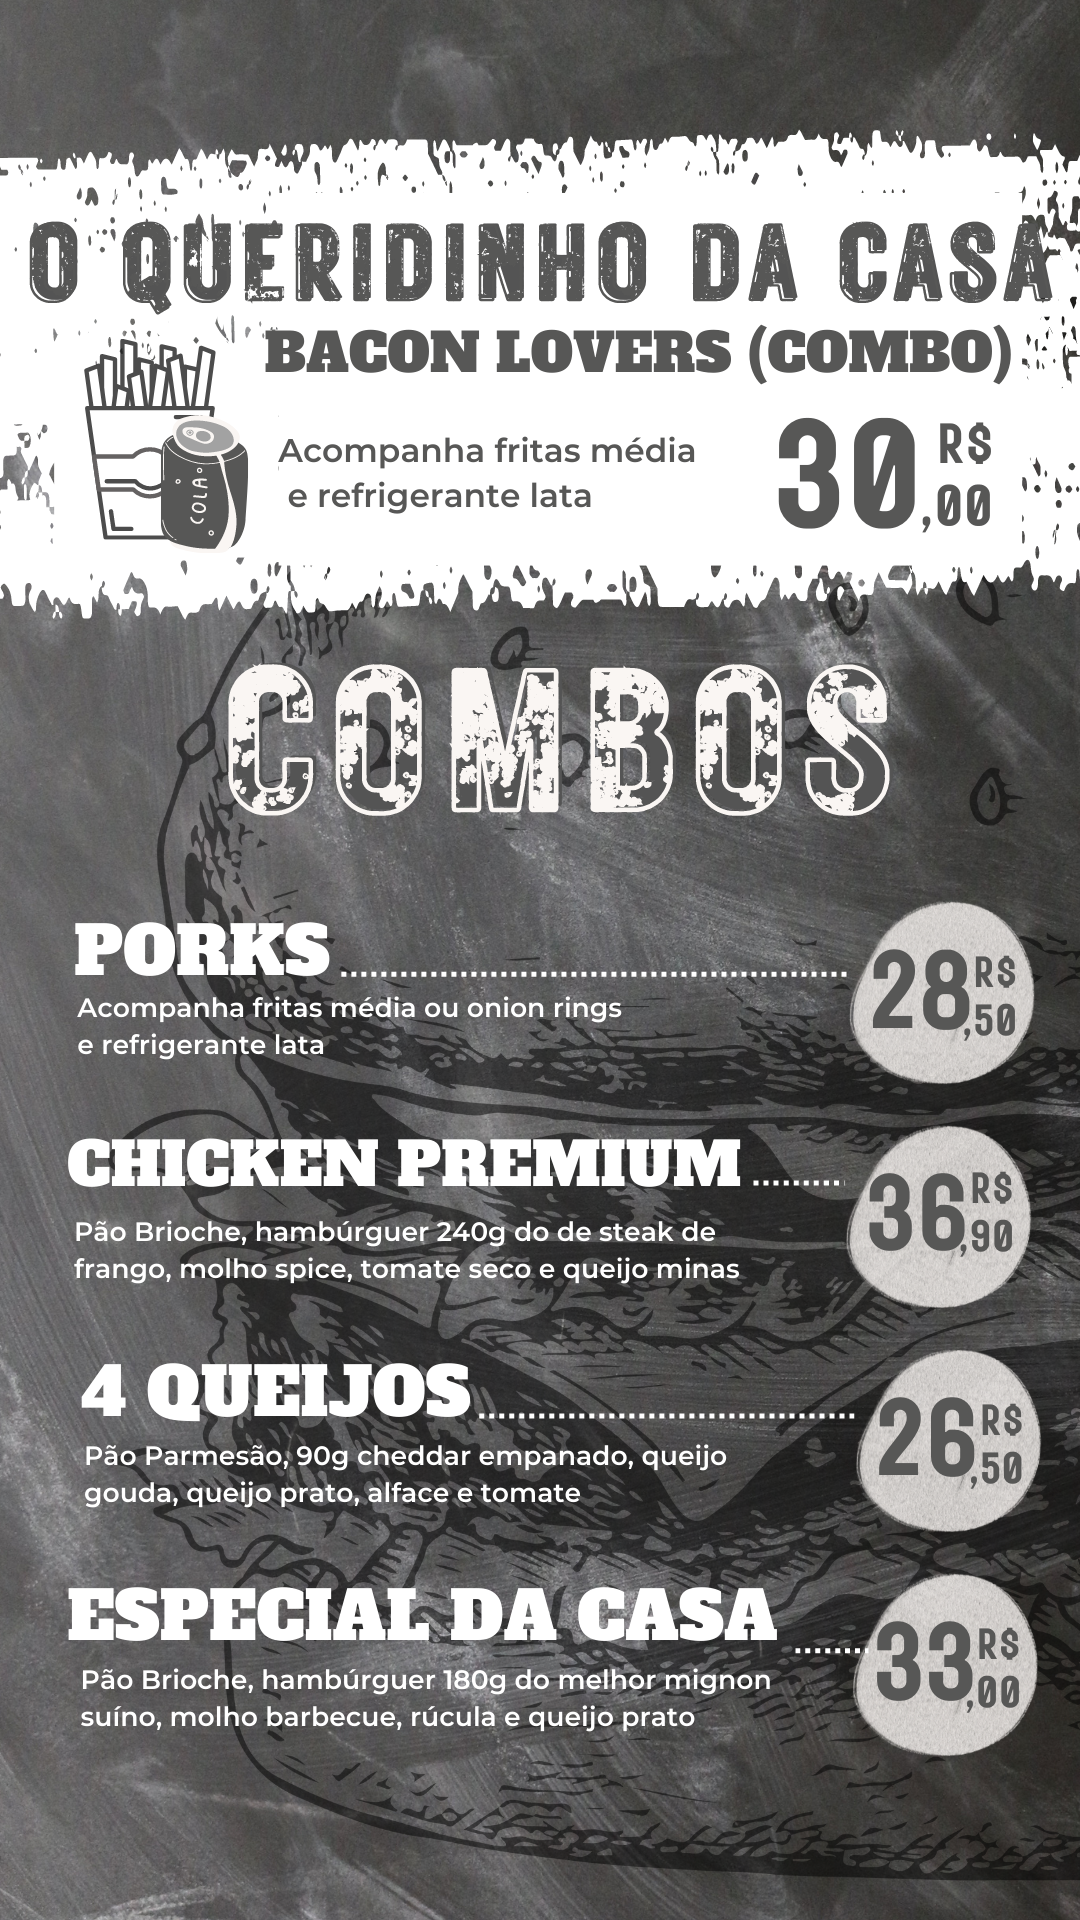 O QUERIDINHO DA CASA
BACON LOVERS (COMBO)
Acompanha fritas média
e refrigerante lata
30,00 R$
COLA
COMBOS
PORKS
28,50 R$
Acompanha fritas média ou onion rings
e refrigerante lata
CHICKEN PREMIUM
36,90 R$
Pão Brioche, hambúrguer 240g do de steak de
frango, molho spice, tomate seco e queijo minas
4 QUEIJOS
26,50 R$
Pão Parmesão, 90g cheddar empanado, queijo
gouda, queijo prato, alface e tomate
ESPECIAL DA CASA
33,00 R$
Pão Brioche, hambúrguer 180g do melhor mignon
suíno, molho barbecue, rúcula e queijo prato